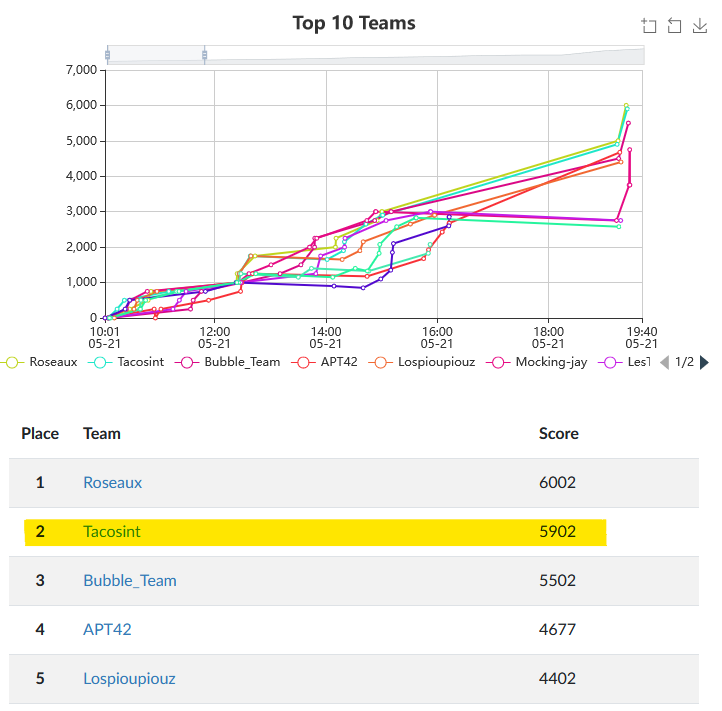 Top 10 Teams
7,000
6,000
5,000
4,000
3,000
2,000
1,000
0
10:01 12:00 14:00 16:00 18:00 19:40
05-21 05-21 05-21 05-21 05-21 05-21
Roseaux Tacosint Bubble_Team APT42 Lospioupiouz Mocking-jay Les 1/2
Place Team Score
1 Roseaux 6002
2 Tacosint 5902
3 Bubble_Team 5502
4 APT42 4677
5 Lospioupiouz 4402